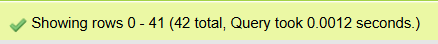 Showing rows 0 - 41 (42 total, Query took 0.0012 seconds.)